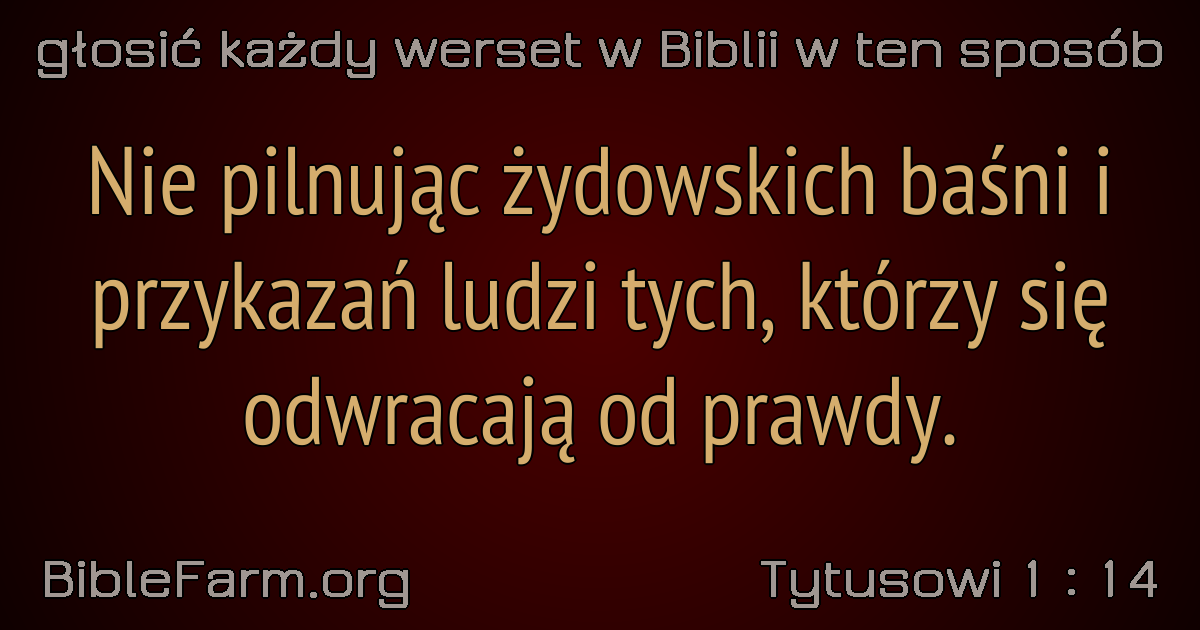 głosić każdy werset w Biblii w ten sposób
Nie pilnując żydowskich baśni i
przykazań ludzi tych, którzy się
odwracają od prawdy.
BibleFarm.org
Tytusowi 1 : 14